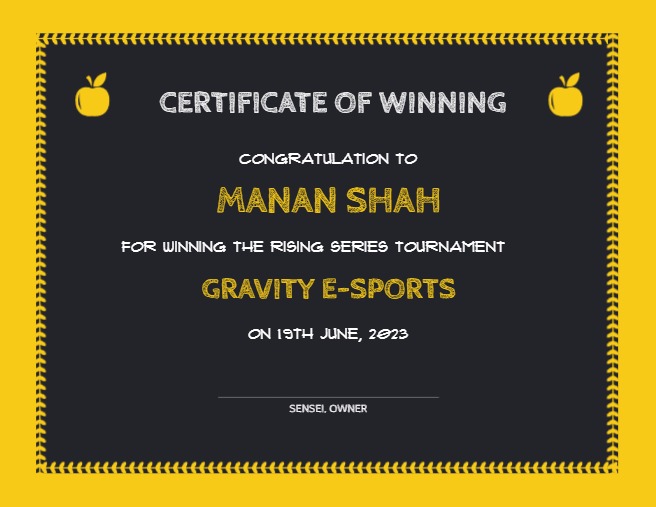 CERTIFICATE OF WINNING
CONGRATULATION TO
MANAN SHAH
FOR WINNING THE RISING SERIES TOURNAMENT
GRAVITY E-SPORTS
ON 19TH JUNE, 2023
SENSEI, OWNER